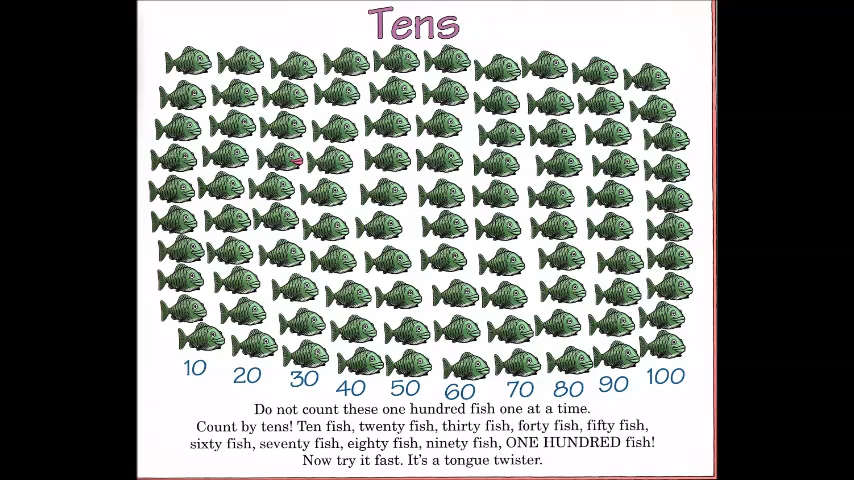 Tens
10 20 30 40 50 60 70 80 90 100
Do not count these one hundred fish one at a time.
Count by tens! Ten fish, twenty fish, thirty fish, forty fish, fifty fish,
sixty fish, seventy fish, eighty fish, ninety fish, ONE HUNDRED fish!
Now try it fast. It's a tongue twister.